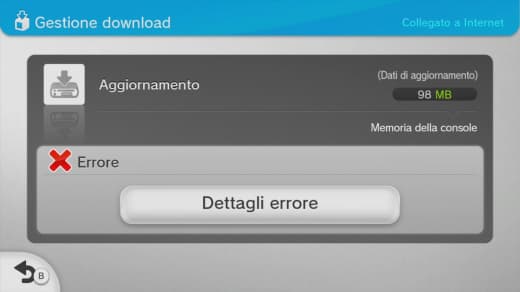 Gestione download
Collegato a Internet
Aggiornamento
(Dati di aggiornamento)
98 MB
Memoria della console
Errore
Dettagli errore
B